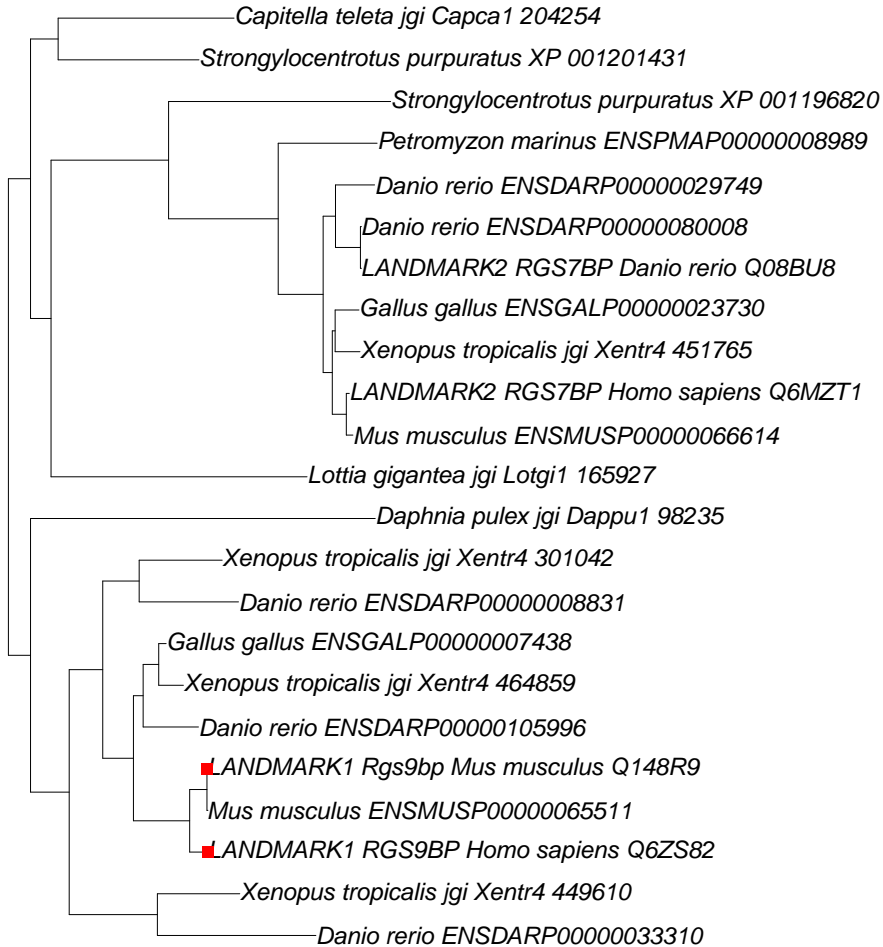 Capitella teleta jgi Capca1 204254
Strongylocentrotus purpuratus XP 001201431
Strongylocentrotus purpuratus XP 001196820
Petromyzon marinus ENSPMAP00000008989
Danio rerio ENSDARP00000029749
Danio rerio ENSDARP00000080008
LANDMARK2 RGS7BP Danio rerio Q08BU8
Gallus gallus ENSGALP00000023730
Xenopus tropicalis jgi Xentr4 451765
LANDMARK2 RGS7BP Homo sapiens Q6MZT1
Mus musculus ENSMUSP00000066614
Lottia gigantea jgi Lotgi1 165927
Daphnia pulex jgi Dappu1 98235
Xenopus tropicalis jgi Xentr4 301042
Danio rerio ENSDARP00000008831
Gallus gallus ENSGALP00000007438
Xenopus tropicalis jgi Xentr4 464859
Danio rerio ENSDARP00000105996
LANDMARK1 Rgs9bp Mus musculus Q148R9
Mus musculus ENSMUSP00000065511
LANDMARK1 RGS9BP Homo sapiens Q6ZS82
Xenopus tropicalis jgi Xentr4 449610
Danio rerio ENSDARP00000033310